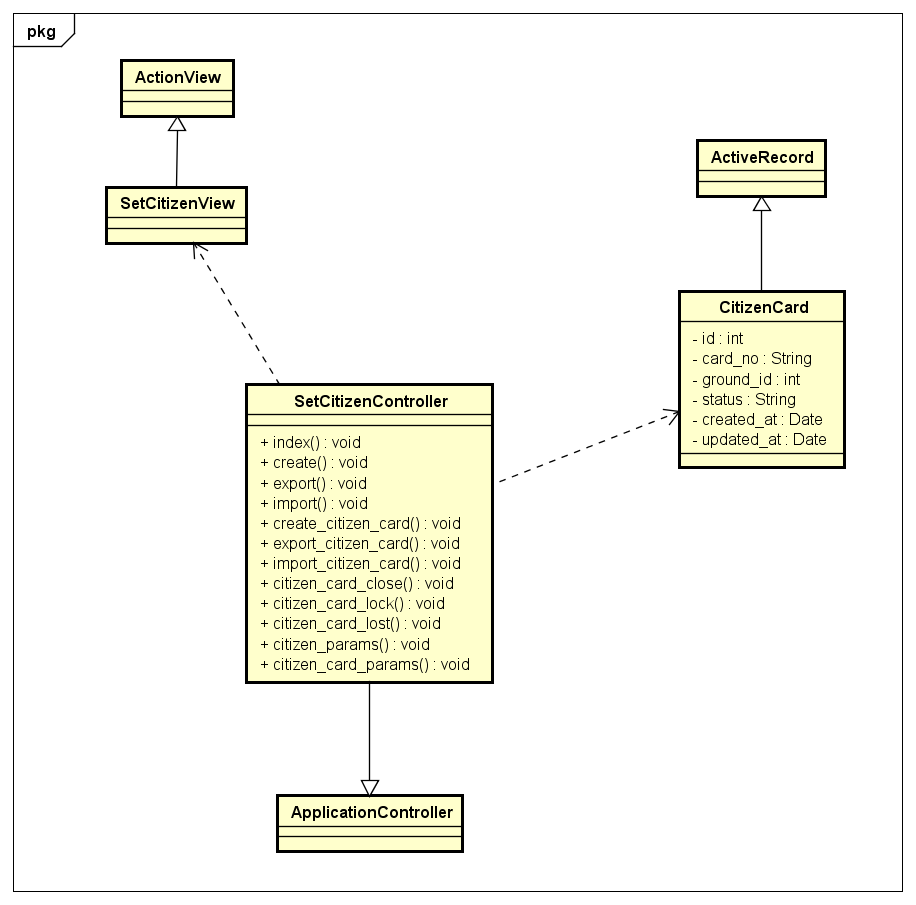 pkg
ActionView
SetCitizenView
ActiveRecord
CitizenCard
- id : int
- card_no : String
- ground_id : int
- status : String
- created_at : Date
- updated_at : Date
SetCitizenController
+ index() : void
+ create() : void
+ export() : void
+ import() : void
+ create_citizen_card() : void
+ export_citizen_card() : void
+ import_citizen_card() : void
+ citizen_card_close() : void
+ citizen_card_lock() : void
+ citizen_card_lost() : void
+ citizen_params() : void
+ citizen_card_params() : void
ApplicationController